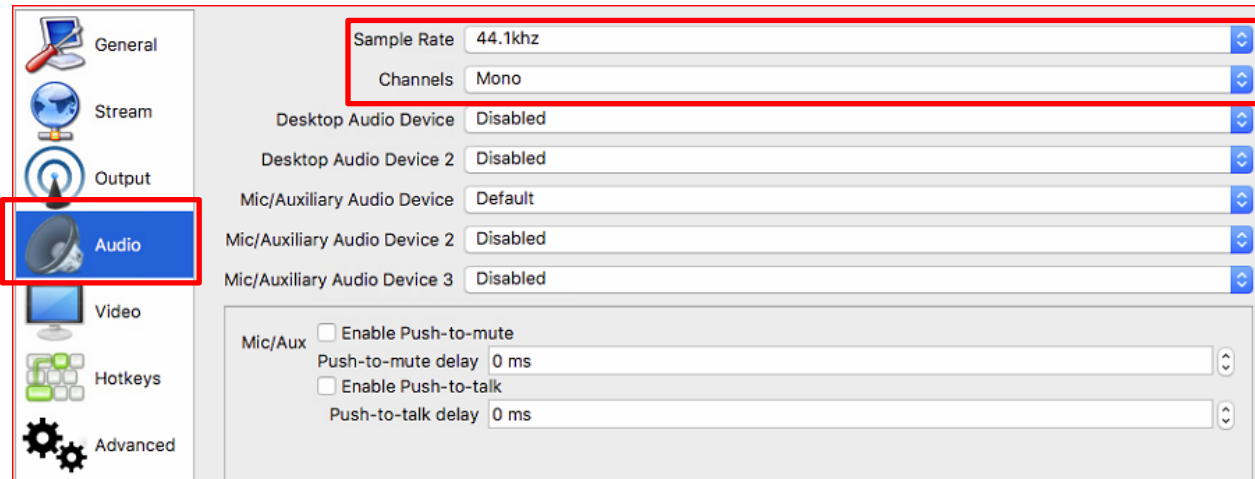 General
Stream
Output
Audio
Video
Hotkeys
Advanced
Sample Rate 44.1khz
Channels Mono
Desktop Audio Device Disabled
Desktop Audio Device 2 Disabled
Mic/Auxiliary Audio Device Default
Mic/Auxiliary Audio Device 2 Disabled
Mic/Auxiliary Audio Device 3 Disabled
Mic/Aux Enable Push-to-mute
Push-to-mute delay 0 ms
Enable Push-to-talk
Push-to-talk delay 0 ms